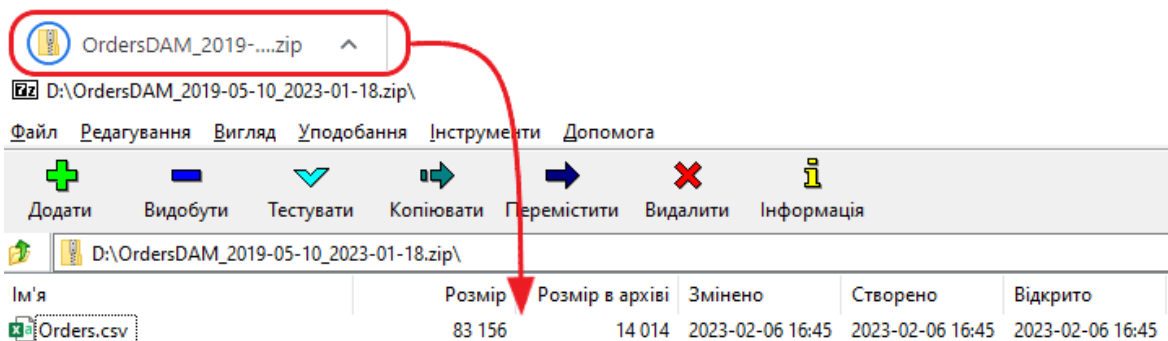 OrdersDAM_2019-....zip
7z D:\OrdersDAM_2019-05-10_2023-01-18.zip\
Файл Редагування Вигляд Уподобання Інструменти Допомога
Додати Видобути Тестувати Копіювати Перемістити Видалити Інформація
D:\OrdersDAM_2019-05-10_2023-01-18.zip\
Ім'я Розмір Розмір в архіві Змінено Створено Відкрито
Orders.csv 83 156 14 014 2023-02-06 16:45 2023-02-06 16:45 2023-02-06 16:45